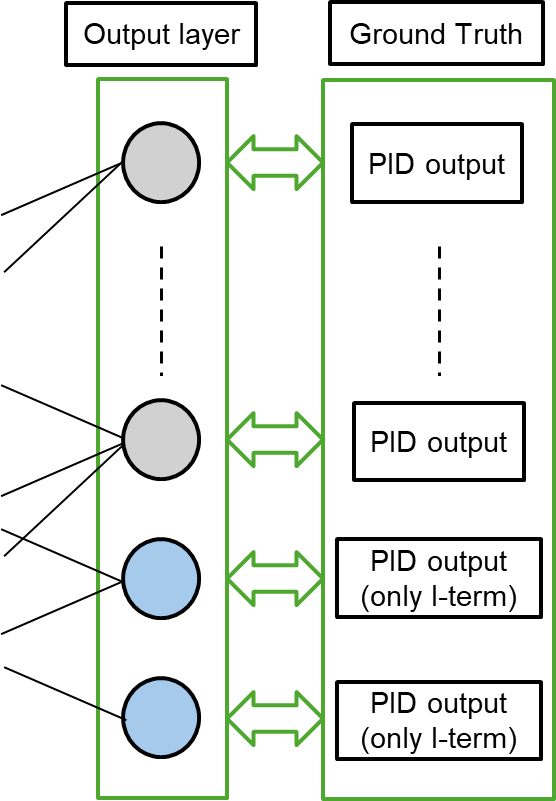 Output layer
Ground Truth
PID output
PID output
PID output
(only I-term)
PID output
(only I-term)